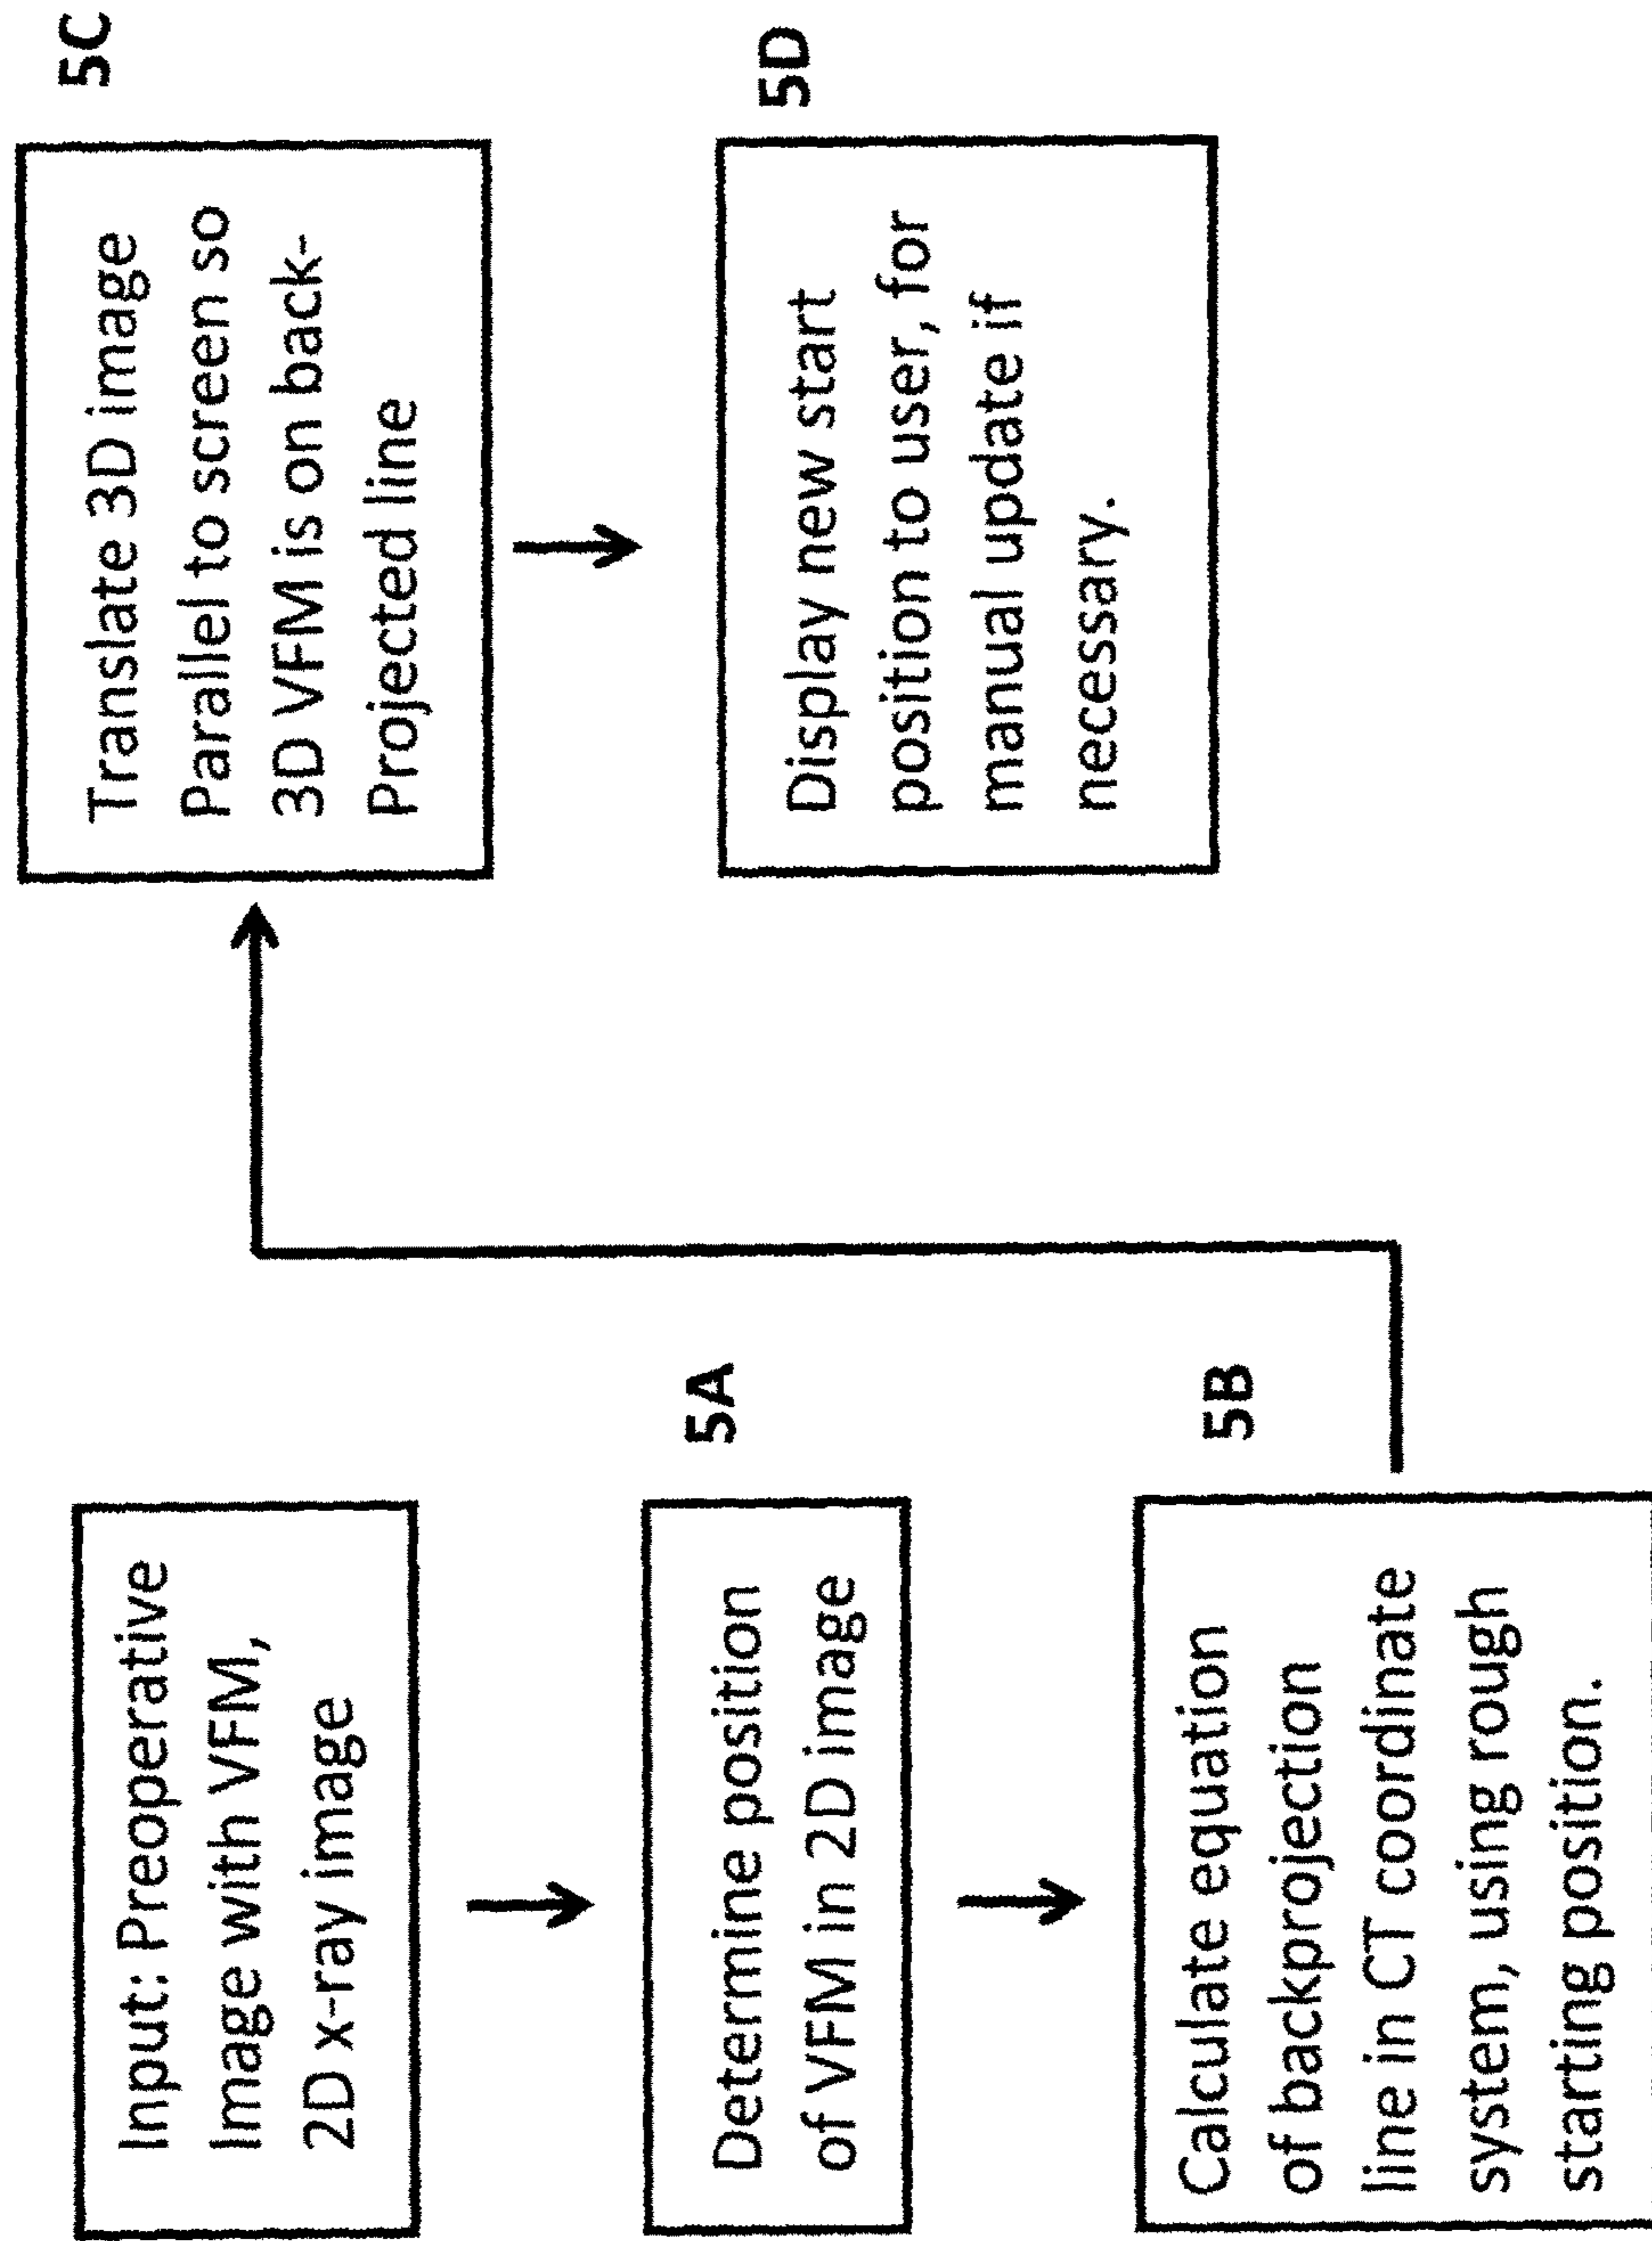 Input: Preoperative
Image with VFM,
2D x-ray image
5A
Determine position
of VFM in 2D image
5B
Calculate equation
of backprojection
line in CT coordinate
system, using rough
starting position.
5C
Translate 3D image
Parallel to screen so
3D VFM is on back-
Projected line
5D
Display new start
position to user, for
manual update if
necessary.